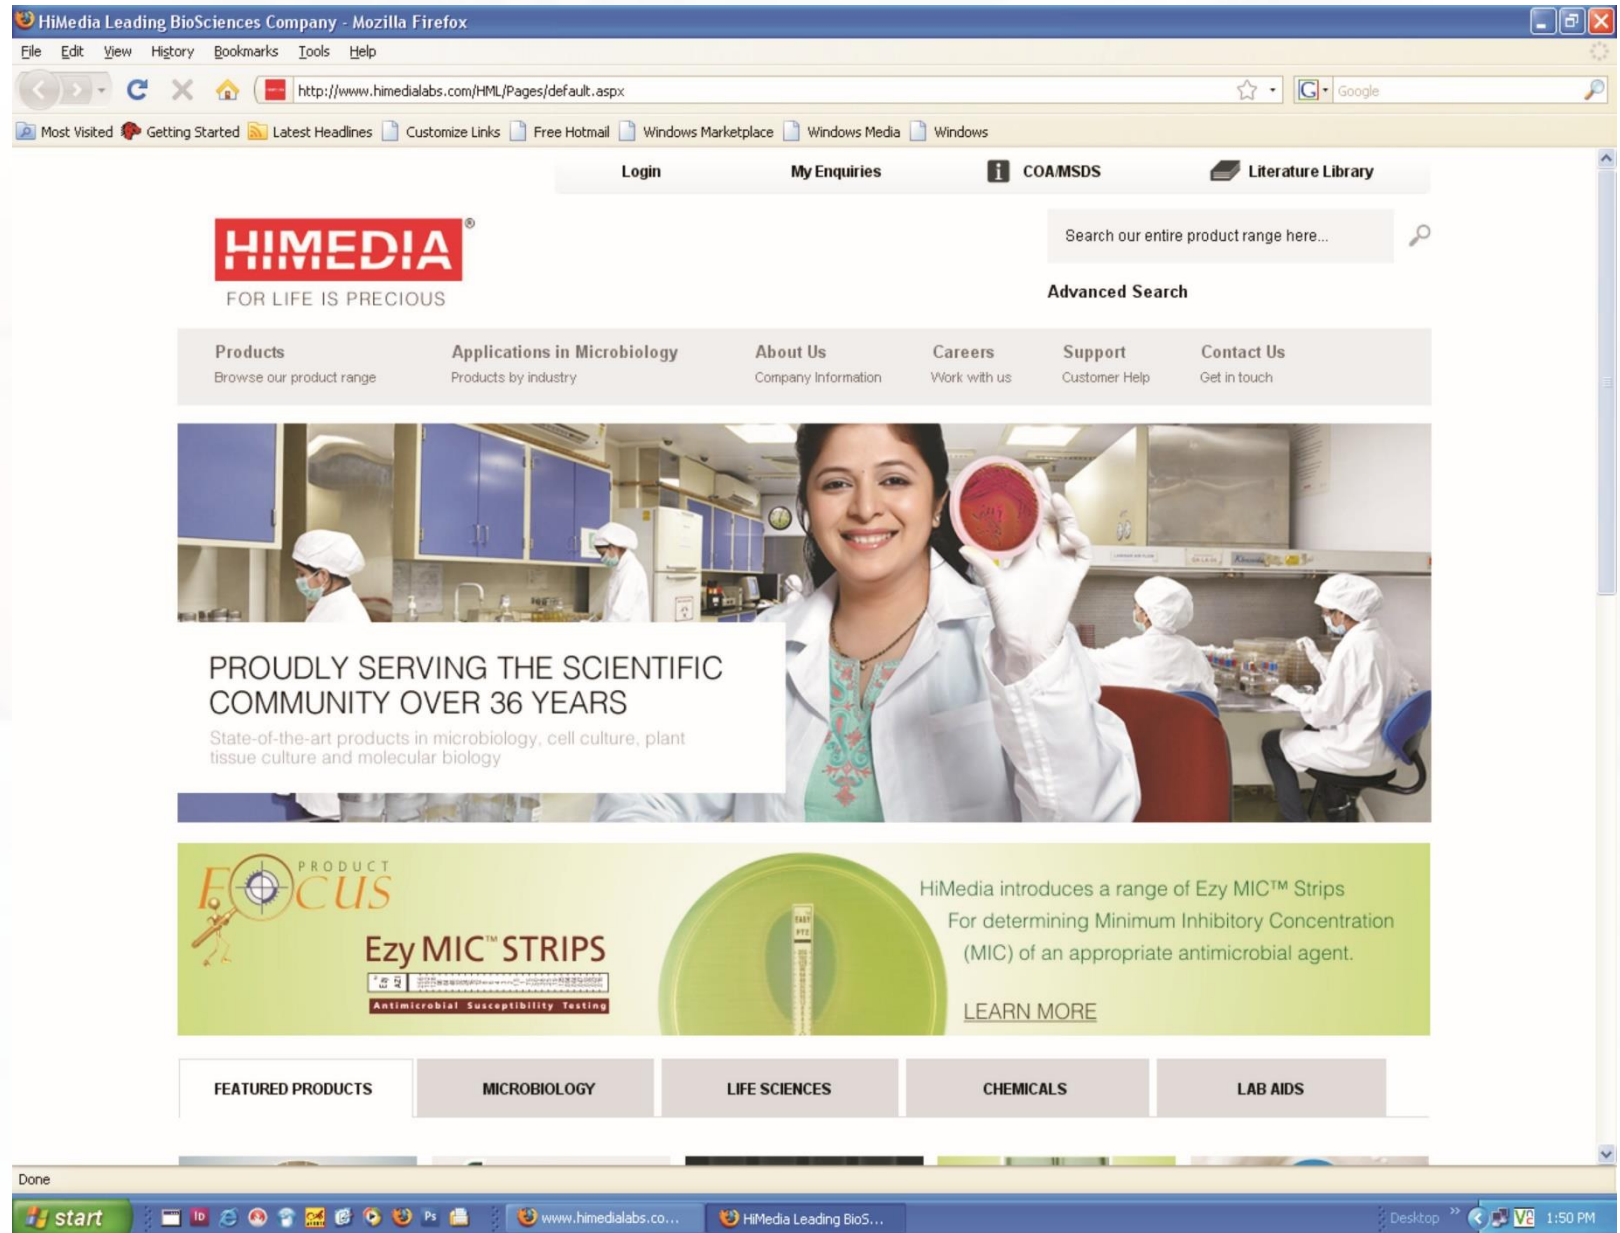 HiMedia Leading BioSciences Company - Mozilla Firefox
File Edit View History Bookmarks Tools Help
http://www.himedialabs.com/HML/Pages/default.aspx
Google
Most Visited Getting Started Latest Headlines Customize Links Free Hotmail Windows Marketplace Windows Media Windows
Login My Enquiries i COA/MSDS Literature Library
HIMEDIA®
FOR LIFE IS PRECIOUS
Search our entire product range here...
Advanced Search
Products Applications in Microbiology About Us Careers Support Contact Us
Browse our product range Products by industry Company Information Work with us Customer Help Get in touch
PROUDLY SERVING THE SCIENTIFIC
COMMUNITY OVER 36 YEARS
State-of-the-art products in microbiology, cell culture, plant
tissue culture and molecular biology
PRODUCT
FOCUS
Ezy MIC™ STRIPS
Antimicrobial Susceptibility Testing
HiMedia introduces a range of Ezy MIC™ Strips
For determining Minimum Inhibitory Concentration
(MIC) of an appropriate antimicrobial agent.
LEARN MORE
FEATURED PRODUCTS MICROBIOLOGY LIFE SCIENCES CHEMICALS LAB AIDS
Done
start www.himedialabs.co... HiMedia Leading BioS... Desktop 1:50 PM